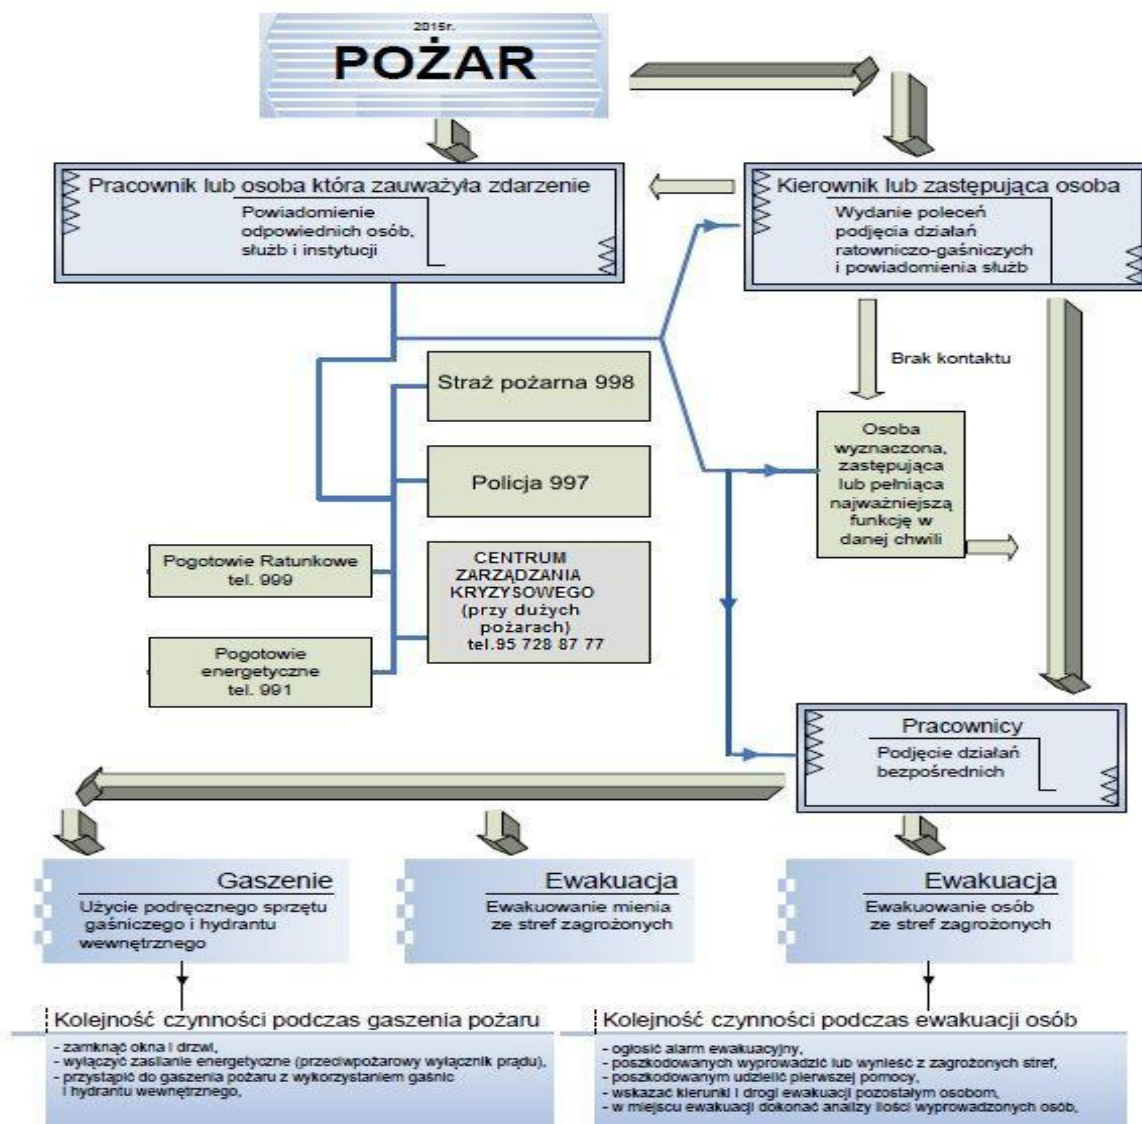 2015r.
POŻAR
Pracownik lub osoba która zauważyła zdarzenie
Powiadomienie
odpowiednich osób,
służb i instytucji
Kierownik lub zastępująca osoba
Wydanie poleceń
podjęcia działań
ratowniczo-gaśniczych
i powiadomienia służb
Brak kontaktu
Straż pożarna 998
Osoba
wyznaczona,
zastępująca
lub pełniąca
najważniejszą
funkcję w
danej chwili
Policja 997
Pogotowie Ratunkowe
tel. 999
CENTRUM
ZARZĄDZANIA
KRYZYSOWEGO
(przy dużych
pożarach)
tel.95 728 87 77
Pogotowie
energetyczne
tel. 991
Pracownicy
Podjęcie działań
bezpośrednich
Gaszenie
Użycie podręcznego sprzętu
gaśniczego i hydrantu
wewnętrznego
Ewakuacja
Ewakuowanie mienia
ze stref zagrożonych
Ewakuacja
Ewakuowanie osób
ze stref zagrożonych
Kolejność czynności podczas gaszenia pożaru
- zamknąć okna i drzwi,
- wyłączyć zasilanie energetyczne (przeciwpożarowy wyłącznik prądu),
- przystąpić do gaszenia pożaru z wykorzystaniem gaśnic
i hydrantu wewnętrznego,
Kolejność czynności podczas ewakuacji osób
- ogłosić alarm ewakuacyjny,
- poszkodowanych wyprowadzić lub wynieść z zagrożonych stref,
- poszkodowanym udzielić pierwszej pomocy,
- wskazać kierunki i drogi ewakuacji pozostałym osobom,
- w miejscu ewakuacji dokonać analizy ilości wyprowadzonych osób,